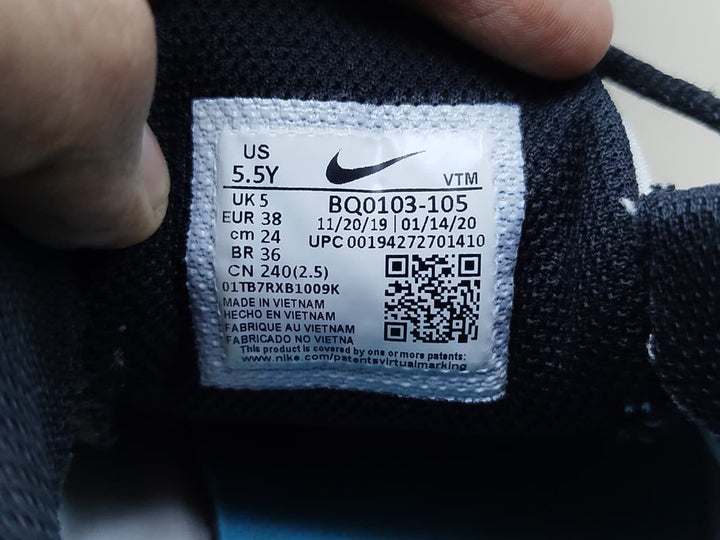 US
5.5Y
VTM
UK 5
EUR 38
cm 24
BR 36
CN 240(2.5)
BQ0103-105
11/20/19 | 01/14/20
UPC 00194272701410
01TB7RXB1009K
MADE IN VIETNAM
HECHO EN VIETNAM
FABRIQUE AU VIETNAM
FABRICADO NO VIETNA
This product is covered by one or more patents:
www.nike.com/patentsvirtualmarking